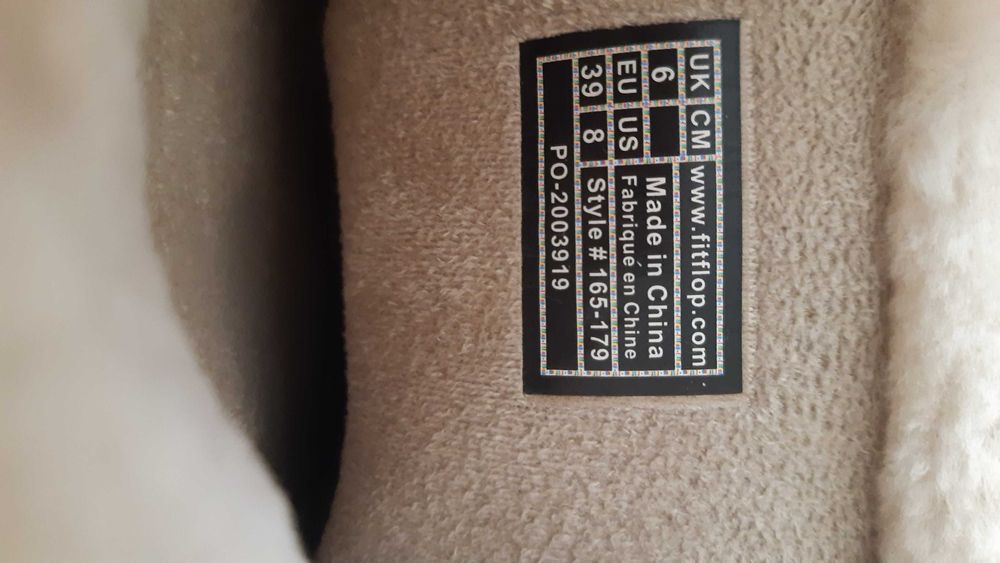 UK CM www.fitflop.com
6 Made in China
EU US Fabriqué en Chine
39 8 Style # 165-179
PO-2003919